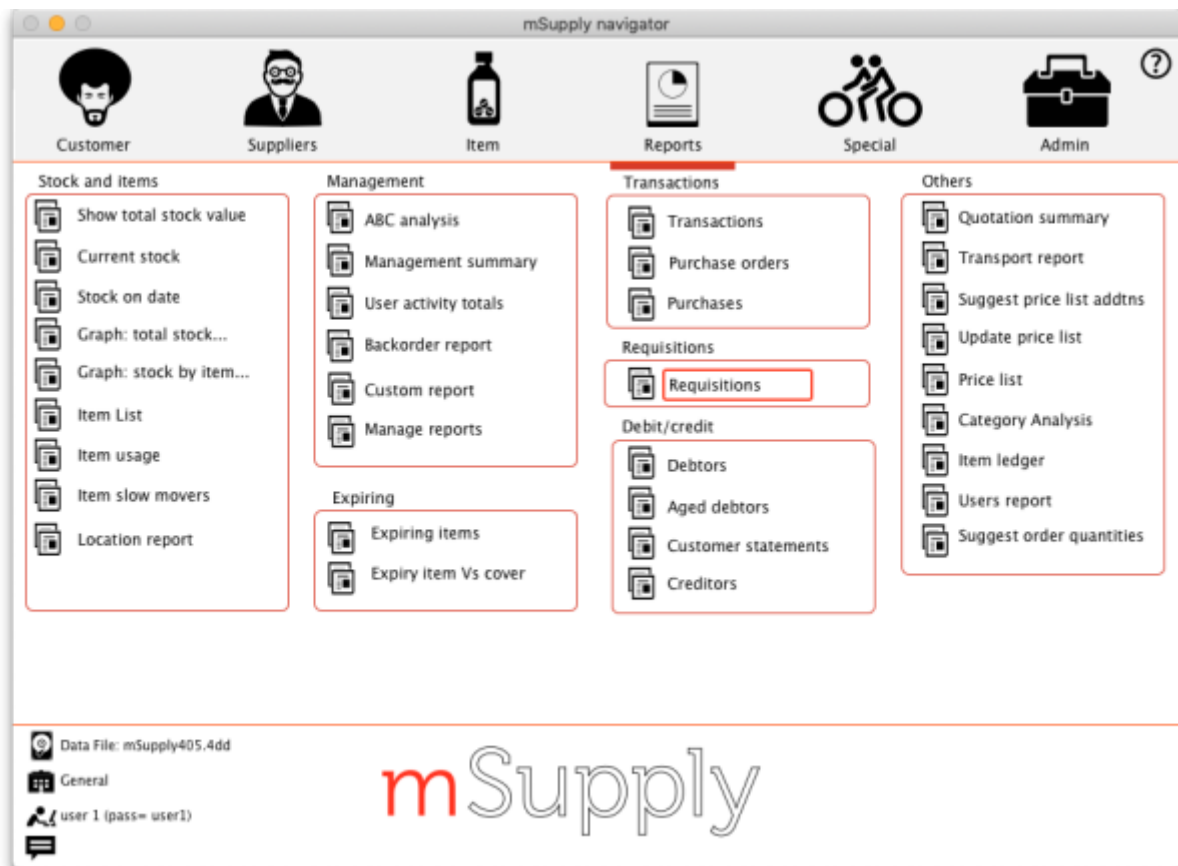 mSupply navigator
?
Customer
Suppliers
Item
Reports
Special
Admin
Stock and items
Show total stock value
Current stock
Stock on date
Graph: total stock...
Graph: stock by item...
Item List
Item usage
Item slow movers
Location report
Management
ABC analysis
Management summary
User activity totals
Backorder report
Custom report
Manage reports
Expiring
Expiring items
Expiry item Vs cover
Transactions
Transactions
Purchase orders
Purchases
Requisitions
Requisitions
Debit/credit
Debtors
Aged debtors
Customer statements
Creditors
Others
Quotation summary
Transport report
Suggest price list addtns
Update price list
Price list
Category Analysis
Item ledger
Users report
Suggest order quantities
Data File: mSupply405.4dd
General
user 1 (pass= user1)
mSupply